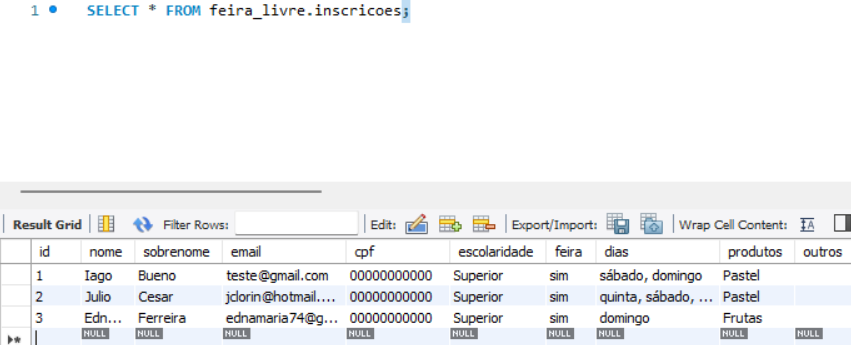 1 SELECT * FROM feira_livre.inscricoes;
Result Grid Filter Rows: Edit: Export/Import: Wrap Cell Content: IA
id nome sobrenome email cpf escolaridade feira dias produtos outros
1 Iago Bueno teste@gmail.com 00000000000 Superior sim sábado, domingo Pastel
2 Julio Cesar jclorin@hotmail.... 00000000000 Superior sim quinta, sábado, ... Pastel
3 Edn... Ferreira ednamaria74@g... 00000000000 Superior sim domingo Frutas
NULL NULL NULL NULL NULL NULL NULL NULL NULL NULL